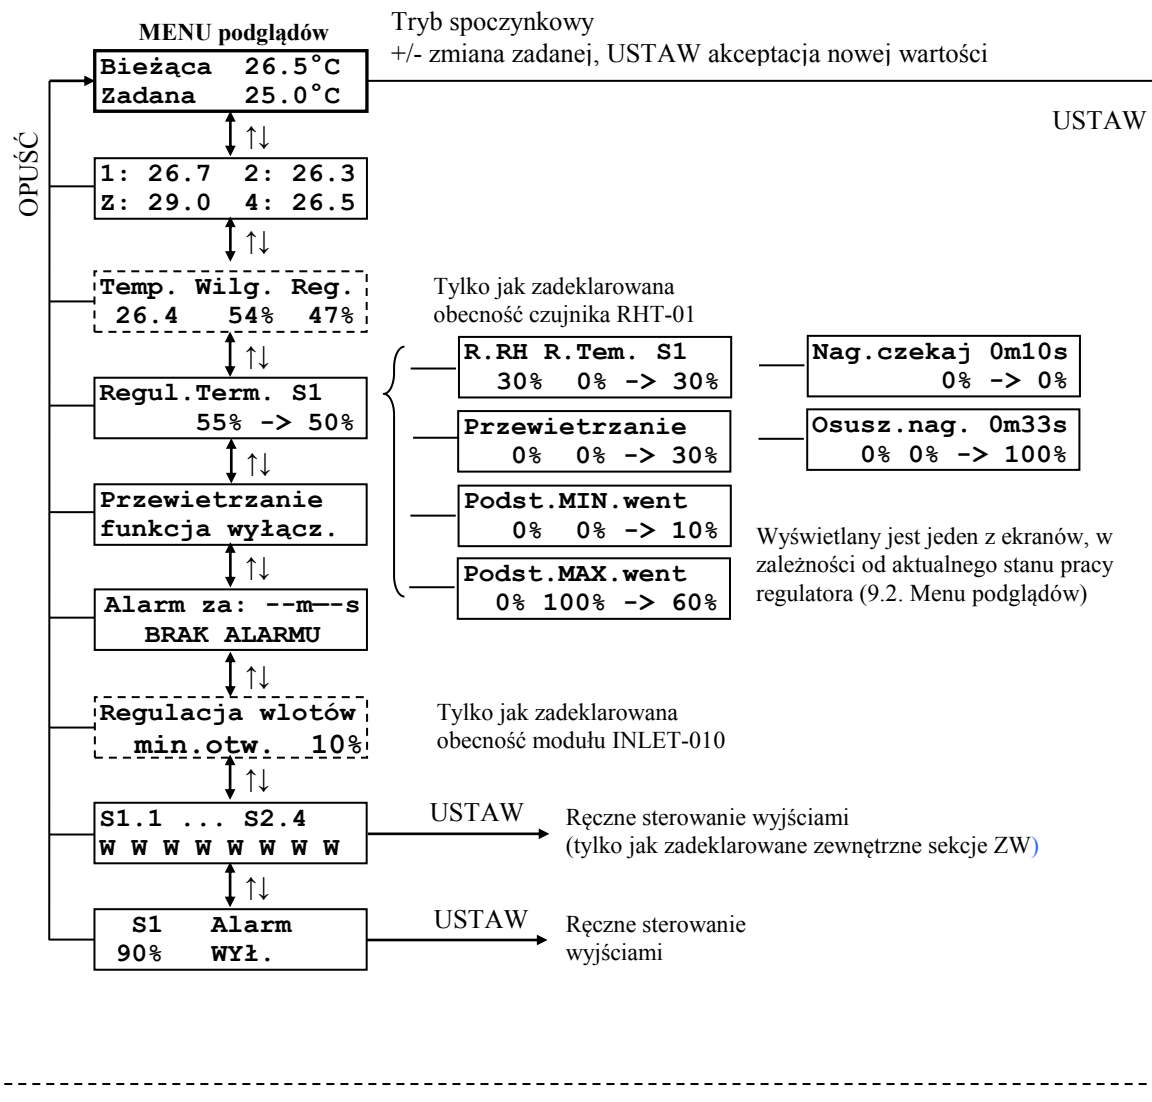 MENU podglądów
Tryb spoczynkowy
+/- zmiana zadanej, USTAW akceptacja nowej wartości
Bieżąca 26.5°C
Zadana 25.0°C
USTAW
OPUŚĆ
↑↓
1: 26.7 2: 26.3
Z: 29.0 4: 26.5
↑↓
Temp. Wilg. Reg.
26.4 54% 47%
Tylko jak zadeklarowana
obecność czujnika RHT-01
↑↓
Regul.Term. S1
55% -> 50%
R.RH R.Tem. S1
30% 0% -> 30%
Nag.czekaj 0m10s
0% -> 0%
Przewietrzanie
0% 0% -> 30%
Osusz.nag. 0m33s
0% 0% -> 100%
↑↓
Przewietrzanie
funkcja wyłącz.
Podst.MIN.went
0% 0% -> 10%
Wyświetlany jest jeden z ekranów, w
zależności od aktualnego stanu pracy
regulatora (9.2. Menu podglądów)
↑↓
Podst.MAX.went
0% 100% -> 60%
Alarm za: --m--s
BRAK ALARMU
↑↓
Regulacja wlotów
min.otw. 10%
Tylko jak zadeklarowana
obecność modułu INLET-010
↑↓
S1.1 ... S2.4
W W W W W W W W
USTAW
Ręczne sterowanie wyjściami
(tylko jak zadeklarowane zewnętrzne sekcje ZW)
↑↓
S1 Alarm
90% WYŁ.
USTAW
Ręczne sterowanie
wyjściami